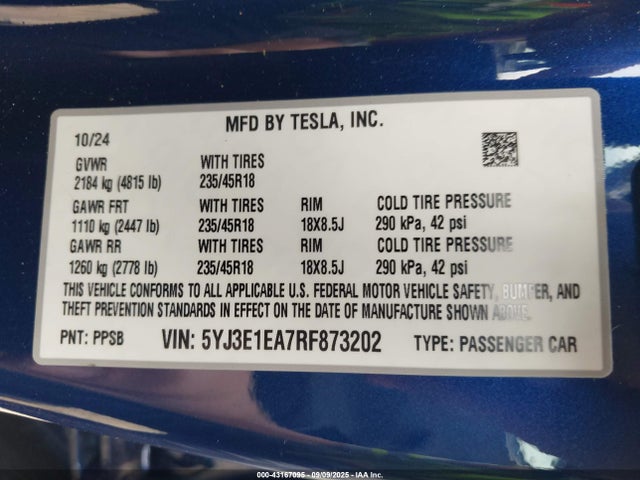 MFD BY TESLA, INC.
10/24
GVWR WITH TIRES
2184 kg (4815 lb) 235/45R18
GAWR FRT WITH TIRES RIM COLD TIRE PRESSURE
1110 kg (2447 lb) 235/45R18 18X8.5J 290 kPa, 42 psi
GAWR RR WITH TIRES RIM COLD TIRE PRESSURE
1260 kg (2778 lb) 235/45R18 18X8.5J 290 kPa, 42 psi
THIS VEHICLE CONFORMS TO ALL APPLICABLE U.S. FEDERAL MOTOR VEHICLE SAFETY, BUMPER, AND
THEFT PREVENTION STANDARDS IN EFFECT ON THE DATE OF MANUFACTURE SHOWN ABOVE.
PNT: PPSB VIN: 5YJ3E1EA7RF873202 TYPE: PASSENGER CAR
000-43167095 - 09/09/2025 - IAA Inc.